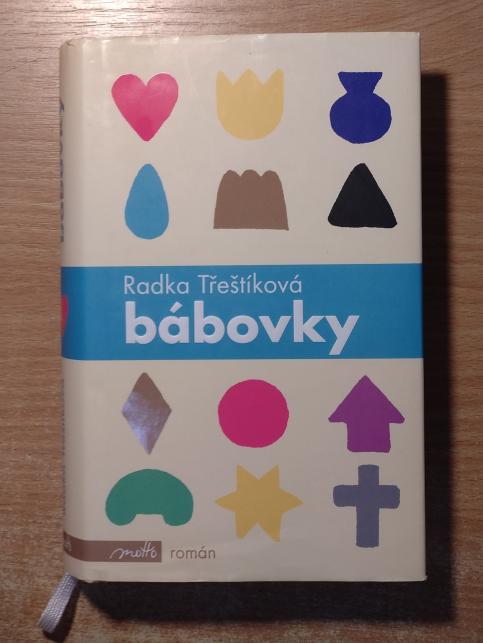 Radka Třeštíková
bábovky
motto román